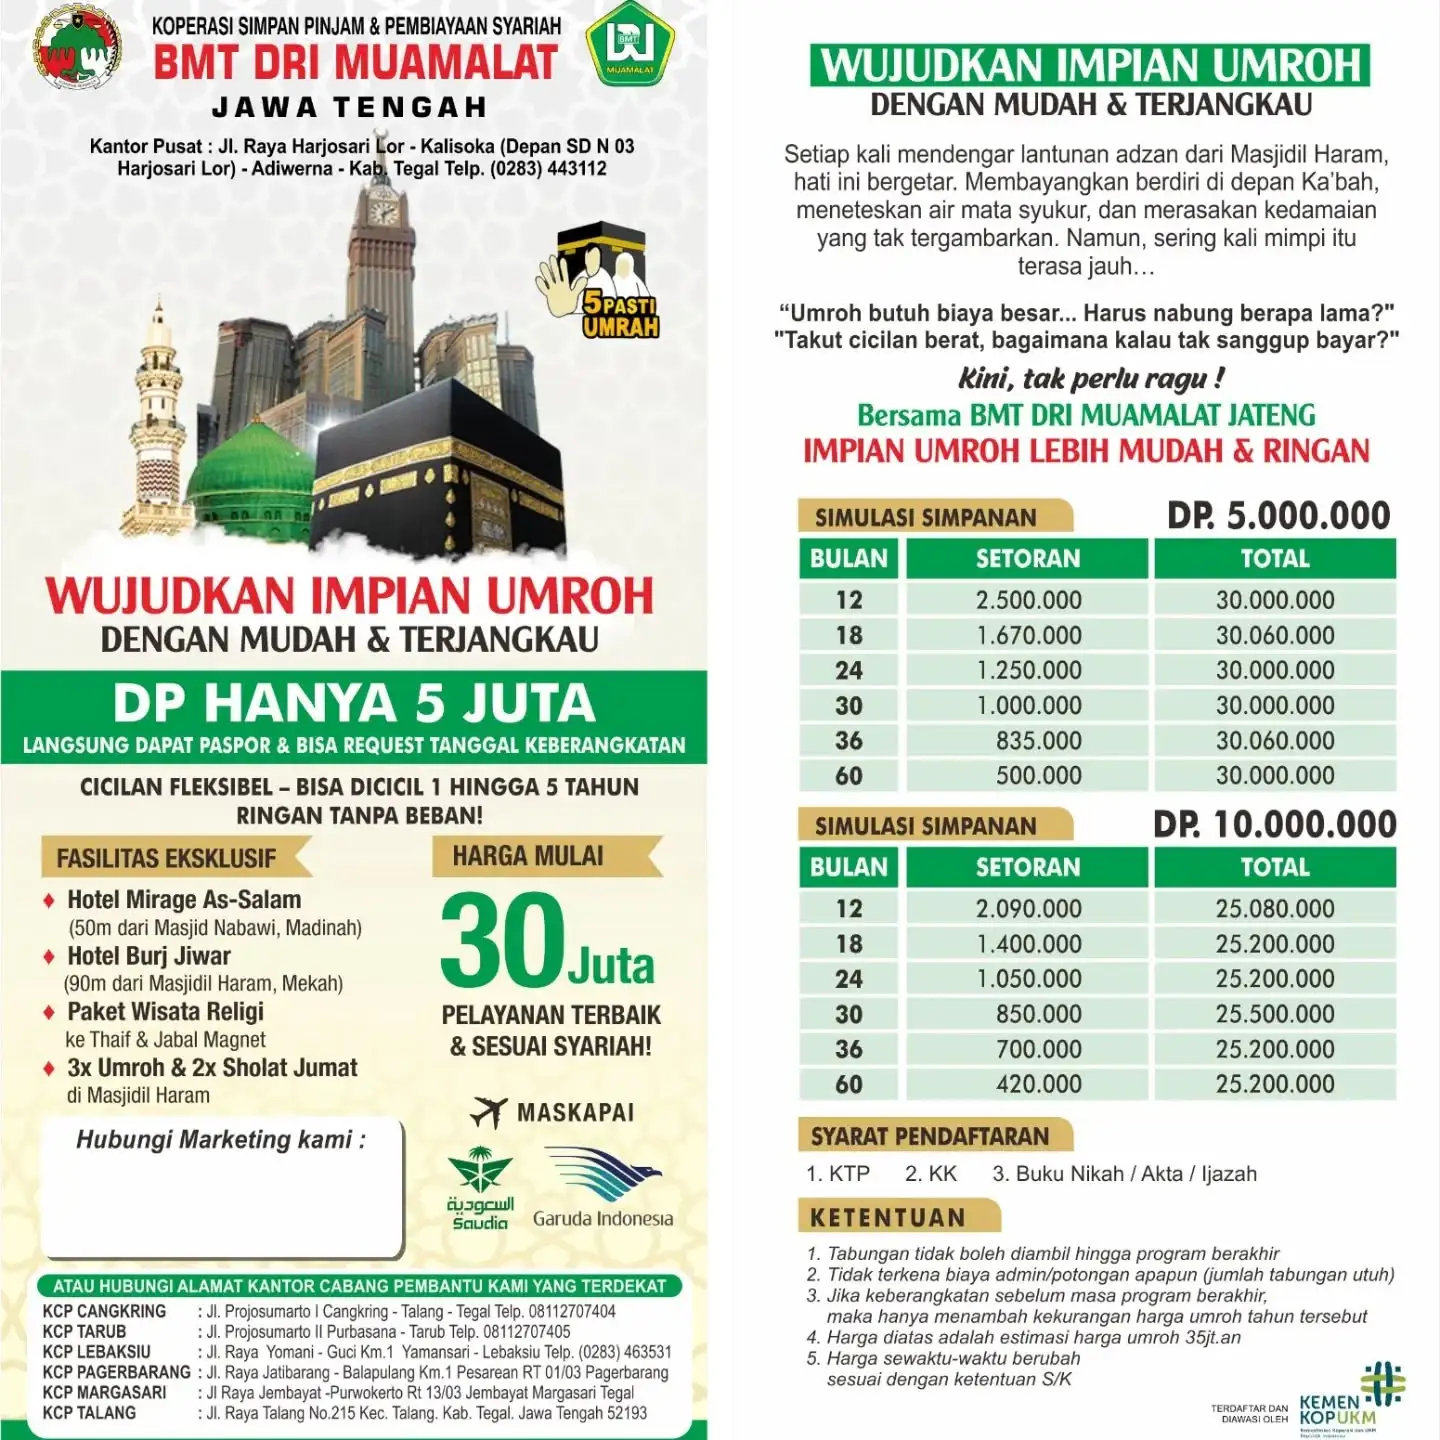 KOPERASI SIMPAN PINJAM & PEMBIAYAAN SYARIAH
BMT DRI MUAMALAT
JAWA TENGAH
BMT
MUAMALAT
Kantor Pusat : Jl. Raya Harjosari Lor - Kalisoka (Depan SD N 03
Harjosari Lor) - Adiwerna - Kab. Tegal Telp. (0283) 443112
5 PASTI
UMRAH
WUJUDKAN IMPIAN UMROH
DENGAN MUDAH & TERJANGKAU
DP HANYA 5 JUTA
LANGSUNG DAPAT PASPOR & BISA REQUEST TANGGAL KEBERANGKATAN
CICILAN FLEKSIBEL – BISA DICICIL 1 HINGGA 5 TAHUN
RINGAN TANPA BEBAN!
FASILITAS EKSKLUSIF
♦ Hotel Mirage As-Salam
(50m dari Masjid Nabawi, Madinah)
♦ Hotel Burj Jiwar
(90m dari Masjidil Haram, Mekah)
♦ Paket Wisata Religi
ke Thaif & Jabal Magnet
♦ 3x Umroh & 2x Sholat Jumat
di Masjidil Haram
HARGA MULAI
30 Juta
PELAYANAN TERBAIK
& SESUAI SYARIAH!
MASKAPAI
السعودية
Saudia
Garuda Indonesia
Hubungi Marketing kami :
ATAU HUBUNGI ALAMAT KANTOR CABANG PEMBANTU KAMI YANG TERDEKAT
KCP CANGKRING : Jl. Projosumarto I Cangkring - Talang - Tegal Telp. 08112707404
KCP TARUB : Jl. Projosumarto II Purbasana - Tarub Telp. 08112707405
KCP LEBAKSIU : Jl. Raya Yomani - Guci Km.1 Yamansari - Lebaksiu Telp. (0283) 463531
KCP PAGERBARANG : Jl. Raya Jatibarang - Balapulang Km.1 Pesarean RT 01/03 Pagerbarang
KCP MARGASARI : Jl Raya Jembayat -Purwokerto Rt 13/03 Jembayat Margasari Tegal
KCP TALANG : Jl. Raya Talang No.215 Kec. Talang. Kab. Tegal. Jawa Tengah 52193
WUJUDKAN IMPIAN UMROH
DENGAN MUDAH & TERJANGKAU
Setiap kali mendengar lantunan adzan dari Masjidil Haram,
hati ini bergetar. Membayangkan berdiri di depan Ka'bah,
meneteskan air mata syukur, dan merasakan kedamaian
yang tak tergambarkan. Namun, sering kali mimpi itu
terasa jauh…
“Umroh butuh biaya besar... Harus nabung berapa lama?"
"Takut cicilan berat, bagaimana kalau tak sanggup bayar?"
Kini, tak perlu ragu !
Bersama BMT DRI MUAMALAT JATENG
IMPIAN UMROH LEBIH MUDAH & RINGAN
SIMULASI SIMPANAN DP. 5.000.000
BULAN SETORAN TOTAL
12 2.500.000 30.000.000
18 1.670.000 30.060.000
24 1.250.000 30.000.000
30 1.000.000 30.000.000
36 835.000 30.060.000
60 500.000 30.000.000
SIMULASI SIMPANAN DP. 10.000.000
BULAN SETORAN TOTAL
12 2.090.000 25.080.000
18 1.400.000 25.200.000
24 1.050.000 25.200.000
30 850.000 25.500.000
36 700.000 25.200.000
60 420.000 25.200.000
SYARAT PENDAFTARAN
1. KTP 2. KK 3. Buku Nikah / Akta / Ijazah
KETENTUAN
1. Tabungan tidak boleh diambil hingga program berakhir
2. Tidak terkena biaya admin/potongan apapun (jumlah tabungan utuh)
3. Jika keberangkatan sebelum masa program berakhir,
maka hanya menambah kekurangan harga umroh tahun tersebut
4. Harga diatas adalah estimasi harga umroh 35jt.an
5. Harga sewaktu-waktu berubah
sesuai dengan ketentuan S/K
TERDAFTAR DAN
DIAWASI OLEH
KEMEN
KOPUKM